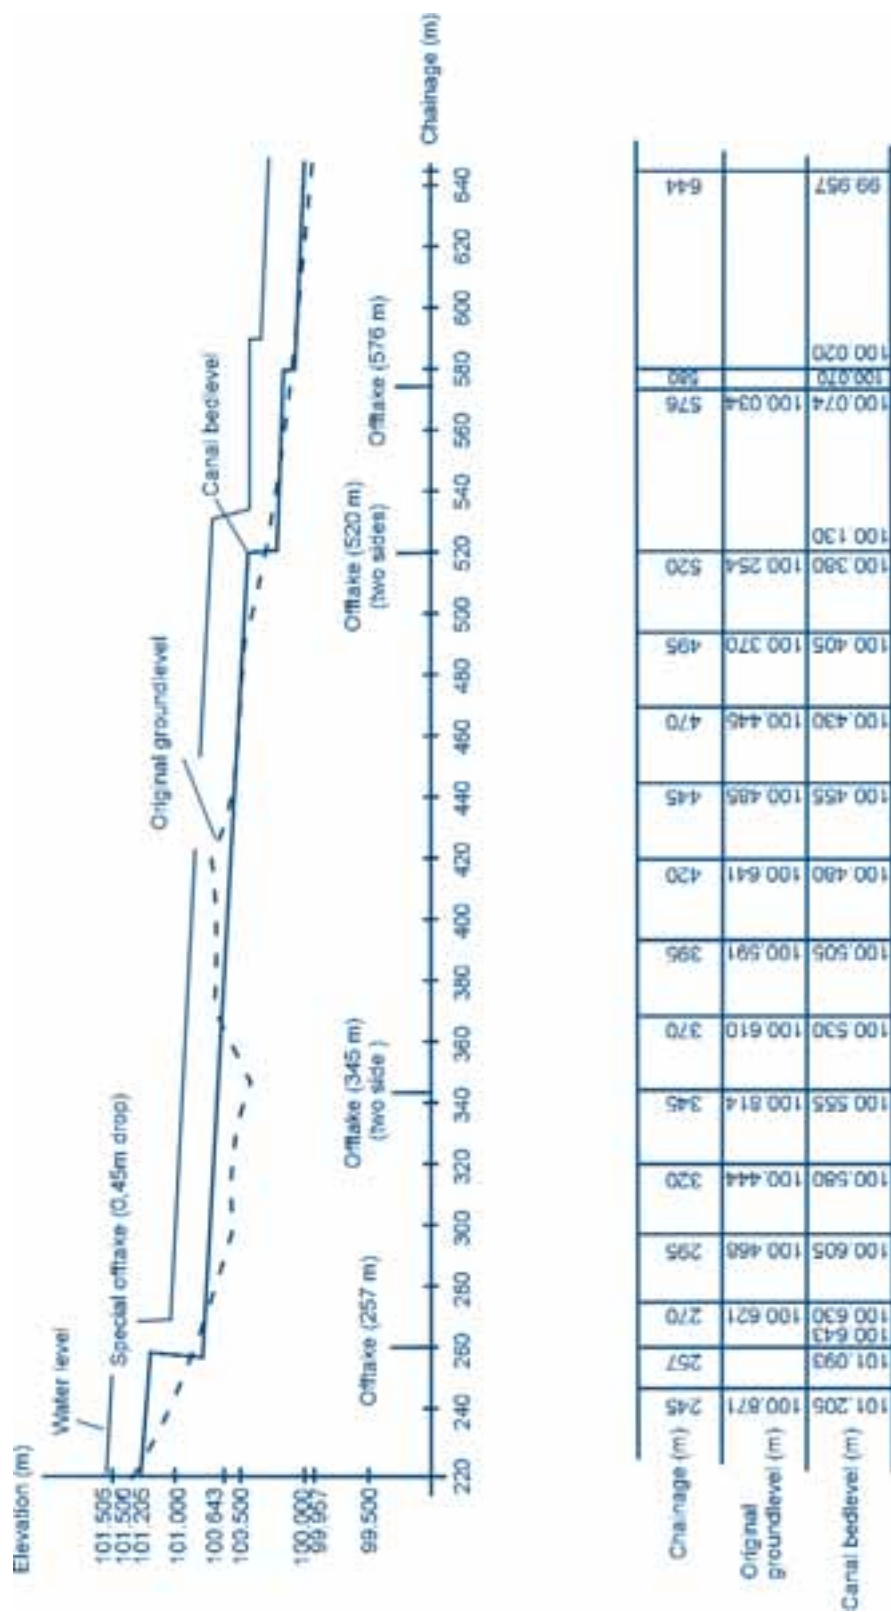 Elevation (m)
101.505
101.500
101.205
101.000
100.643
100.500
100.000
99.957
99.500
Water level
Special offtake (0,45m drop)
Original groundlevel
Canal bedlevel
Offtake (257 m)
Offtake (345 m)
(two side )
Offtake (520 m)
(two sides)
Offtake (576 m)
220 240 260 280 300 320 340 360 380 400 420 440 460 480 500 520 540 560 580 600 620 640
Chainage (m)
Chainage (m) 245 257 270 295 320 345 370 395 420 445 470 495 520 576 580 644
Original
groundlevel (m) 100.871 100.621 100.468 100.444 100.814 100.610 100.591 100.641 100.485 100.445 100.370 100.254 100.034
Canal bedlevel (m) 101.205 101.093 100.643 100.630 100.605 100.580 100.555 100.530 100.505 100.480 100.455 100.430 100.405 100.380 100.130 100.074 100.070 100.020 99.957